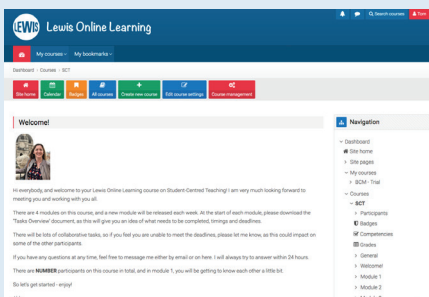 LEWIS Lewis Online Learning
Search courses
My courses My bookmarks
Dashboard Courses SCT
Site home Calendar Badges All courses Create new course Edit course settings Course management
Welcome!
Hi everybody, and welcome to your Lewis Online Learning course on Student-Centred Teaching! I am very much looking forward to
meeting you and working with you all.
There are 4 modules on this course, and a new module will be released each week. At the start of each module, please download the
'Tasks Overview' document, as this will give you an idea of what needs to be completed, timings and deadlines.
There will be lots of collaborative tasks, so if you feel you are unable to meet the deadlines, please let me know, as this could impact on
some of the other participants.
If you have any questions at any time, feel free to message me either by email or on here. I will always try to answer within 24 hours.
There are NUMBER participants on this course in total, and in module 1, you will be getting to know each other a little bit.
So let's get started - enjoy!
Navigation
Dashboard
Site home
Site pages
My courses
BCM - Trial
Courses
SCT
Participants
Badges
Competencies
Grades
General
Welcome!
Module 1
Module 2